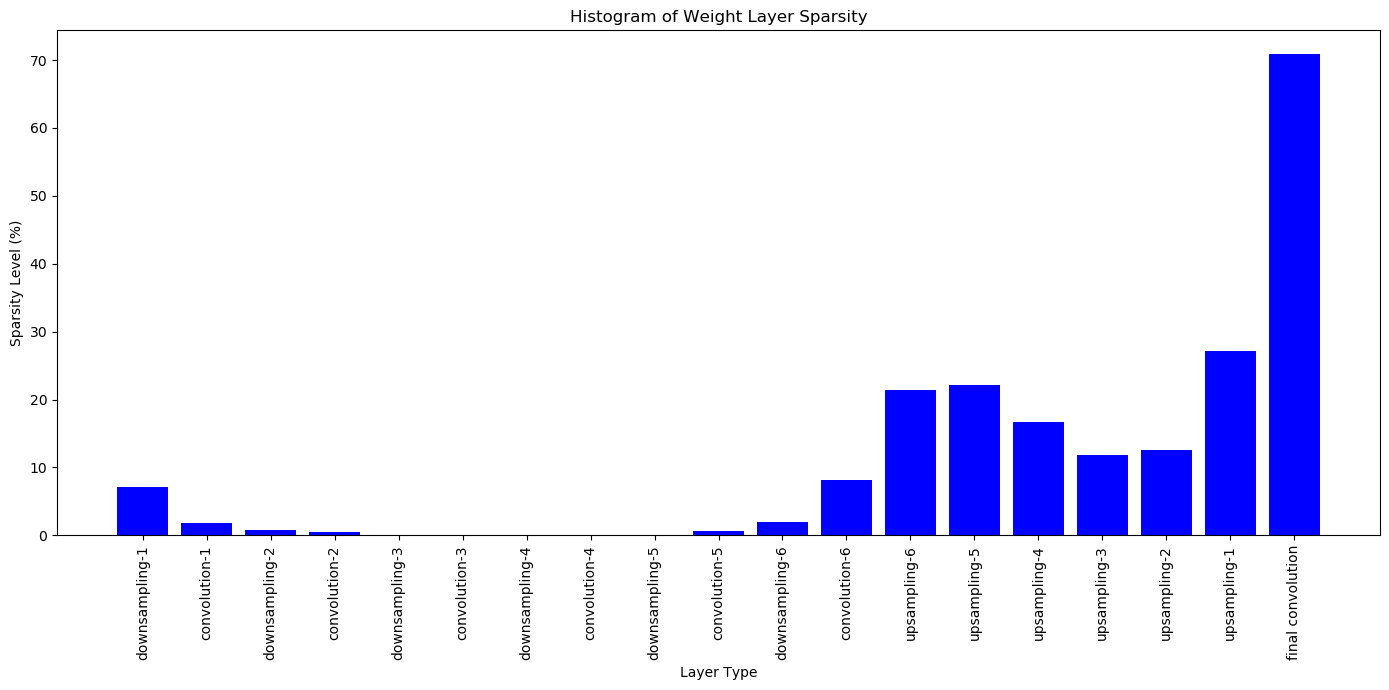 Histogram of Weight Layer Sparsity
Sparsity Level (%)
70
60
50
40
30
20
10
0
downsampling-1
convolution-1
downsampling-2
convolution-2
downsampling-3
convolution-3
downsampling-4
convolution-4
downsampling-5
convolution-5
downsampling-6
convolution-6
upsampling-6
upsampling-5
upsampling-4
upsampling-3
upsampling-2
upsampling-1
final convolution
Layer Type